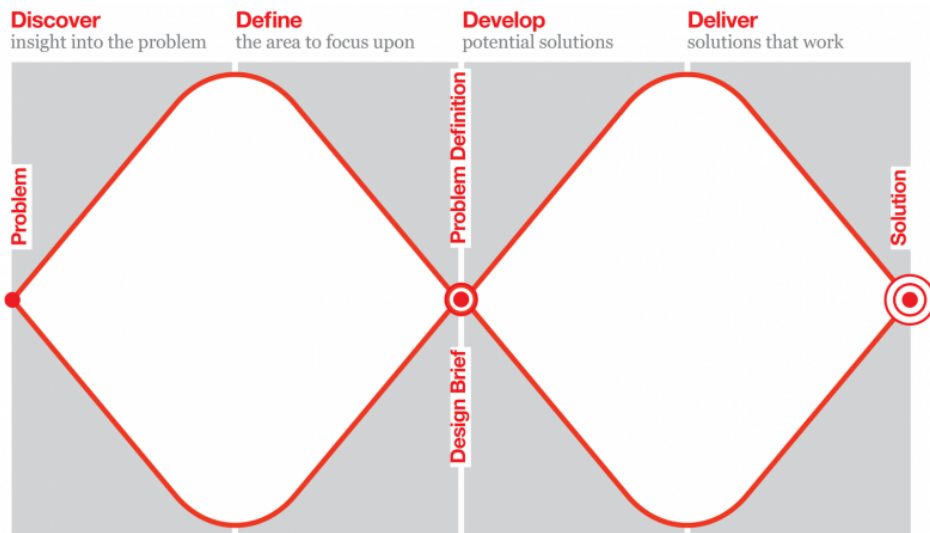 Discover
insight into the problem
Define
the area to focus upon
Develop
potential solutions
Deliver
solutions that work
Problem
Problem Definition
Design Brief
Solution